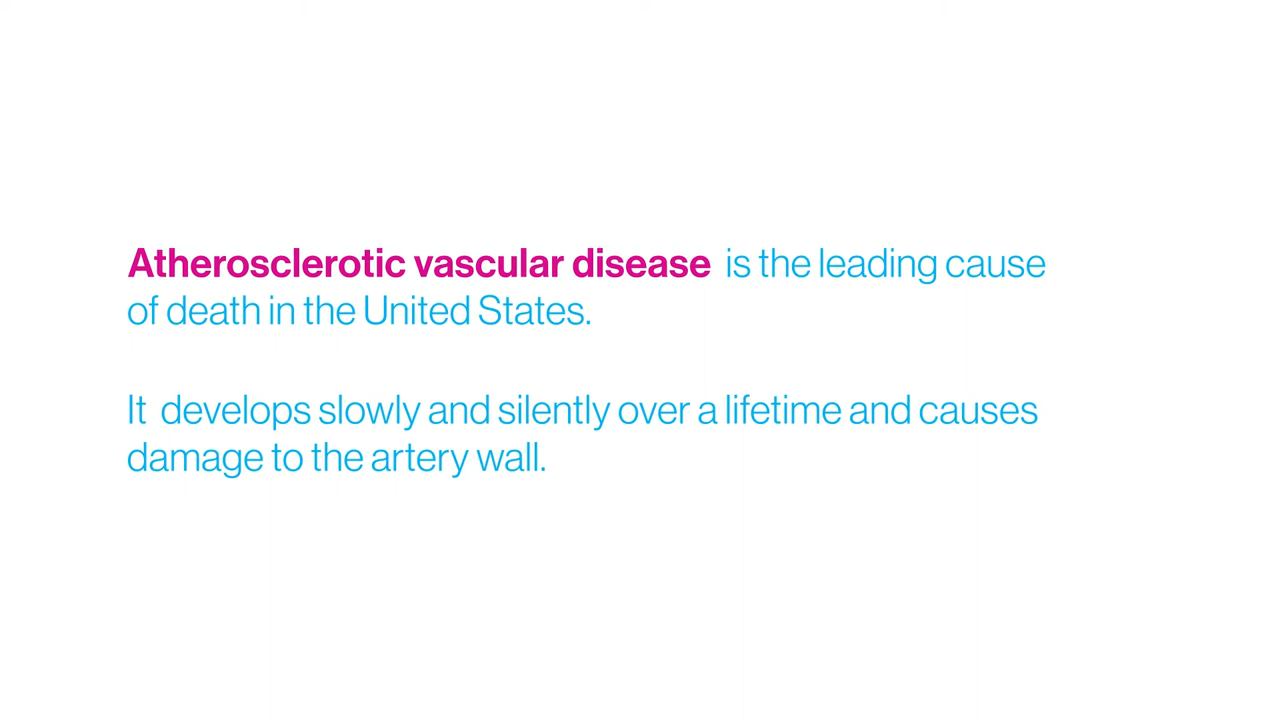 Atherosclerotic vascular disease is the leading cause
of death in the United States.
It develops slowly and silently over a lifetime and causes
damage to the artery wall.